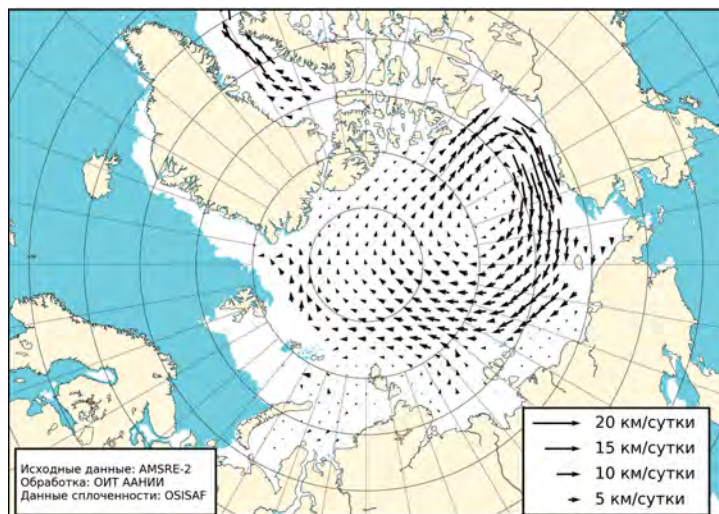 Исходные данные: AMSRE-2
Обработка: ОИТ ААНИИ
Данные сплоченности: OSISAF
20 км/сутки
15 км/сутки
10 км/сутки
5 км/сутки